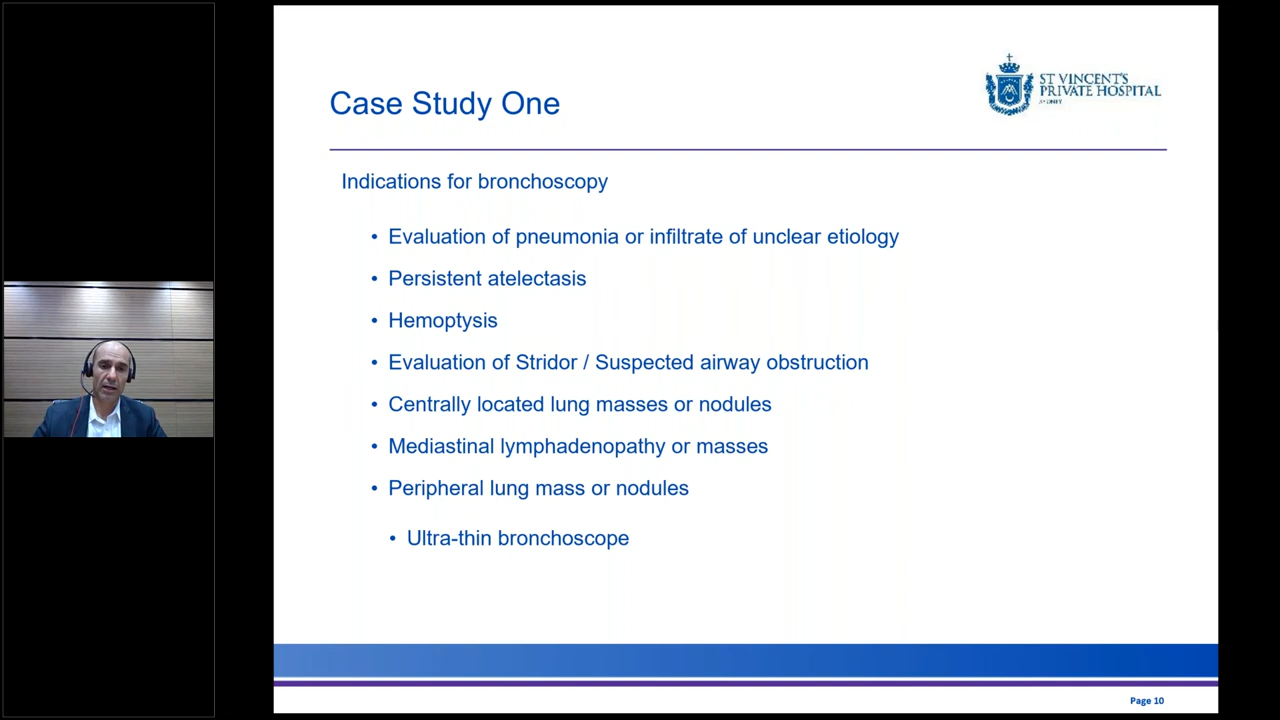 ST VINCENT'S
PRIVATE HOSPITAL
SYDNEY
Case Study One
Indications for bronchoscopy
• Evaluation of pneumonia or infiltrate of unclear etiology
• Persistent atelectasis
• Hemoptysis
• Evaluation of Stridor / Suspected airway obstruction
• Centrally located lung masses or nodules
• Mediastinal lymphadenopathy or masses
• Peripheral lung mass or nodules
• Ultra-thin bronchoscope
Page 10